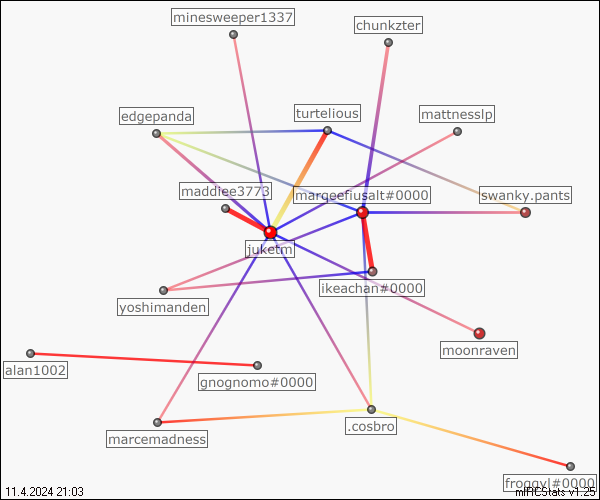 minesweeper1337
chunkzter
edgepanda
turtelious
mattnesslp
maddiee3773
marqeefiusalt#0000
swanky.pants
juketm
ikeachan#0000
yoshimanden
moonraven
alan1002
gnognomo#0000
.cosbro
marcemadness
froggyl#0000
11.4.2024 21:03
mIRCStats v1.25